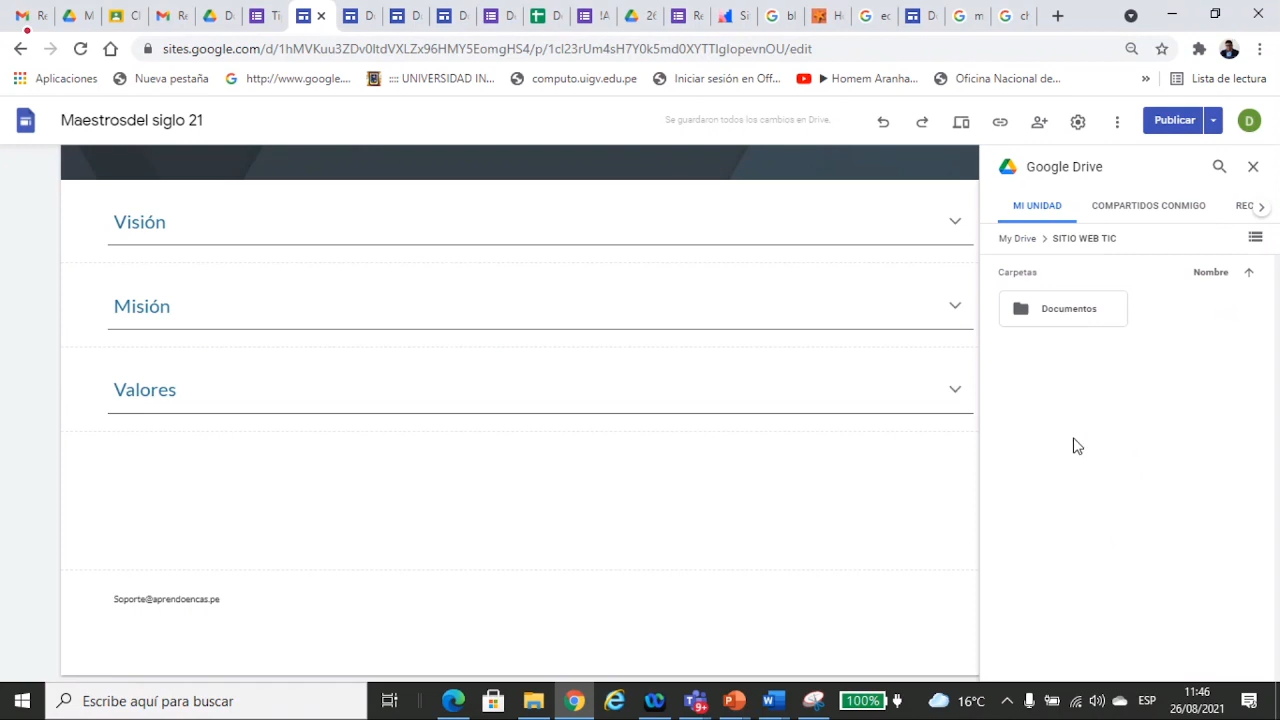 sites.google.com/d/1hMVKuu3ZDv0ltdVXLZx96HMY5EomgHS4/p/1cl23rUm4sH7Y0k5md0XYTTlgIopevnOU/edit
Aplicaciones
Nueva pestaña
http://www.google....
:::: UNIVERSIDAD IN...
computo.uigv.edu.pe
Iniciar sesión en Off...
▶ Homem Aranha...
Oficina Nacional de...
»
Lista de lectura
Maestrosdel siglo 21
Se guardaron todos los cambios en Drive.
Publicar
D
Google Drive
MI UNIDAD
COMPARTIDOS CONMIGO
REC
My Drive > SITIO WEB TIC
Carpetas
Nombre
Documentos
Visión
Misión
Valores
Soporte@aprendoencas.pe
Escribe aquí para buscar
9+
100%
16°C
ESP
11:46
26/08/2021